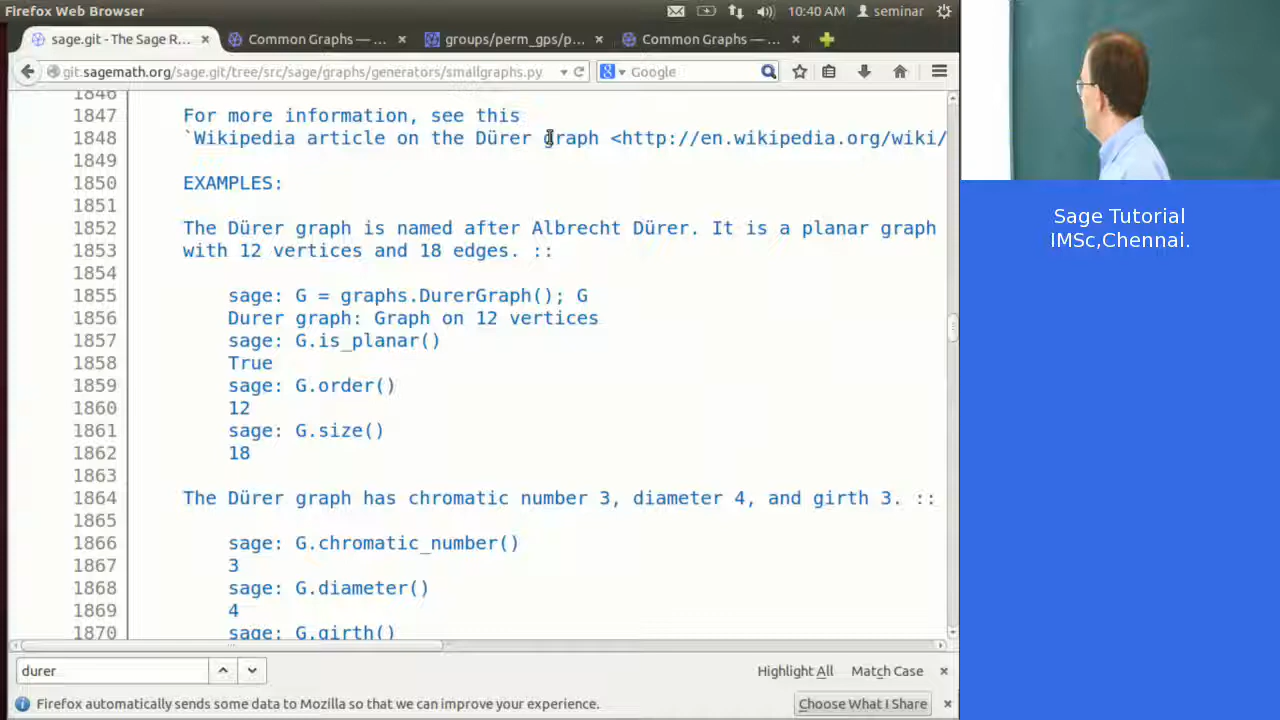 Firefox Web Browser
10:40 AM
seminar
sage.git - The Sage R...
Common Graphs — ...
groups/perm_gps/p...
Common Graphs — ...
git.sagemath.org/sage.git/tree/src/sage/graphs/generators/smallgraphs.py
Google
1846
1847 For more information, see this
1848 `Wikipedia article on the Dürer graph <http://en.wikipedia.org/wiki/
1849
1850 EXAMPLES:
1851
1852 The Dürer graph is named after Albrecht Dürer. It is a planar graph
1853 with 12 vertices and 18 edges. ::
1854
1855 sage: G = graphs.DurerGraph(); G
1856 Durer graph: Graph on 12 vertices
1857 sage: G.is_planar()
1858 True
1859 sage: G.order()
1860 12
1861 sage: G.size()
1862 18
1863
1864 The Dürer graph has chromatic number 3, diameter 4, and girth 3. ::
1865
1866 sage: G.chromatic_number()
1867 3
1868 sage: G.diameter()
1869 4
1870 sage: G.girth()
durer
Highlight All
Match Case
Firefox automatically sends some data to Mozilla so that we can improve your experience.
Choose What I Share
Sage Tutorial
IMSc,Chennai.